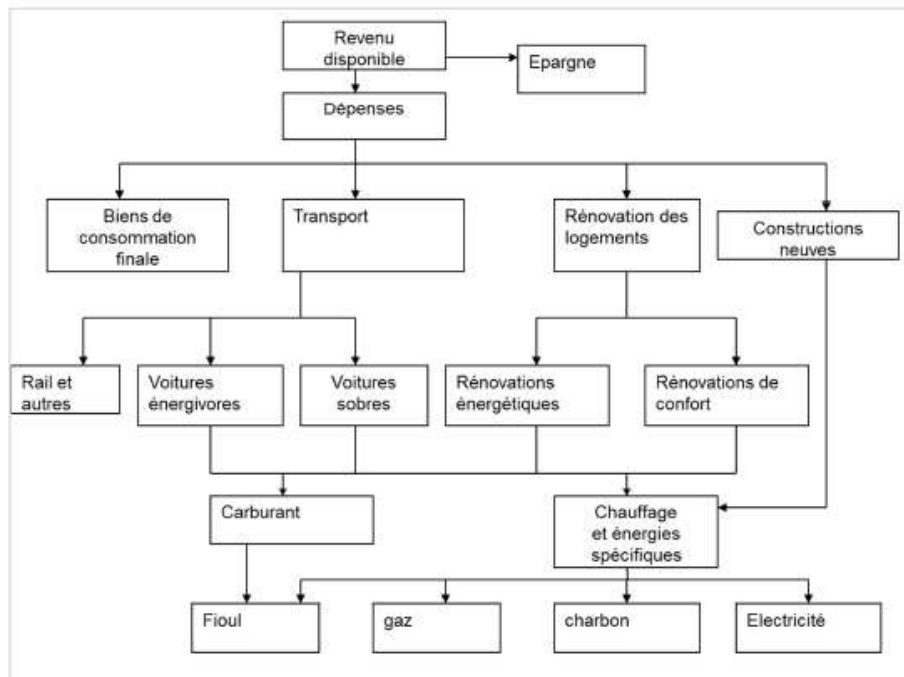 Revenu
disponible
Epargne
Dépenses
Biens de
consommation
finale
Transport
Rénovation des
logements
Constructions
neuves
Rail et
autres
Voitures
énergivores
Voitures
sobres
Rénovations
énergétiques
Rénovations de
confort
Carburant
Chauffage
et énergies
spécifiques
Fioul
gaz
charbon
Electricité